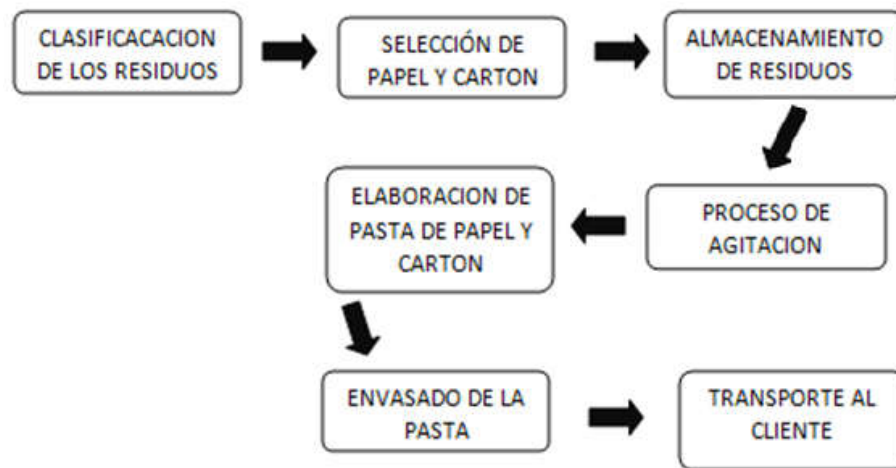 CLASIFICACACION
DE LOS RESIDUOS
SELECCIÓN DE
PAPEL Y CARTON
ALMACENAMIENTO
DE RESIDUOS
PROCESO DE
AGITACION
ELABORACION DE
PASTA DE PAPEL Y
CARTON
ENVASADO DE LA
PASTA
TRANSPORTE AL
CLIENTE